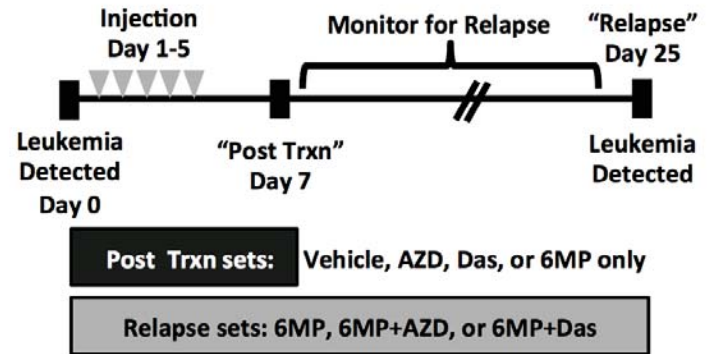 Injection
Day 1-5
Monitor for Relapse
“Relapse”
Day 25
Leukemia
Detected
Day 0
“Post Trxn”
Day 7
Leukemia
Detected
Post Trxn sets: Vehicle, AZD, Das, or 6MP only
Relapse sets: 6MP, 6MP+AZD, or 6MP+Das